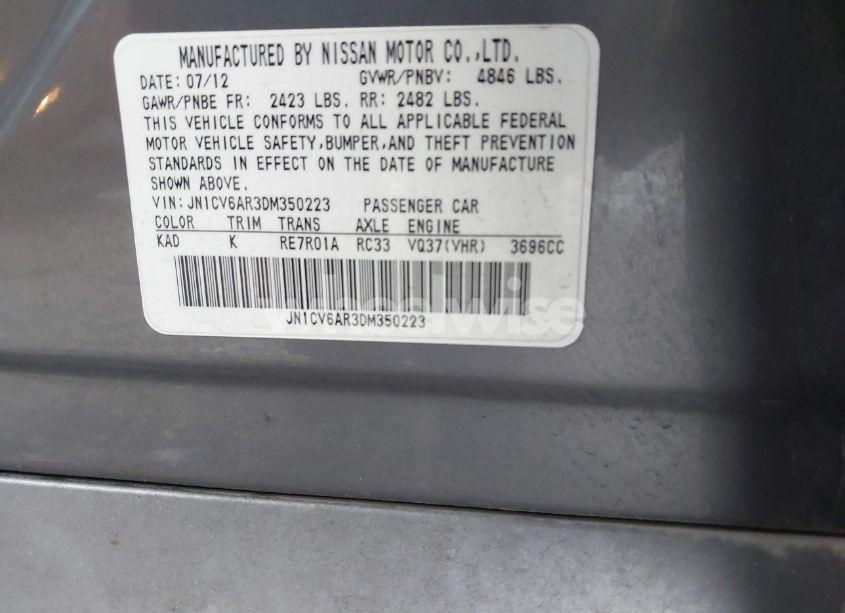 MANUFACTURED BY NISSAN MOTOR CO.,LTD.
DATE: 07/12 GVWR/PNBV: 4846 LBS.
GAWR/PNBE FR: 2423 LBS. RR: 2482 LBS.
THIS VEHICLE CONFORMS TO ALL APPLICABLE FEDERAL
MOTOR VEHICLE SAFETY,BUMPER,AND THEFT PREVENTION
STANDARDS IN EFFECT ON THE DATE OF MANUFACTURE
SHOWN ABOVE.
VIN:JN1CV6AR3DM350223 PASSENGER CAR
COLOR TRIM TRANS AXLE ENGINE
KAD K RE7R01A RC33 VQ37(VHR) 3696CC
wheelwise
JN1CV6AR3DM350223